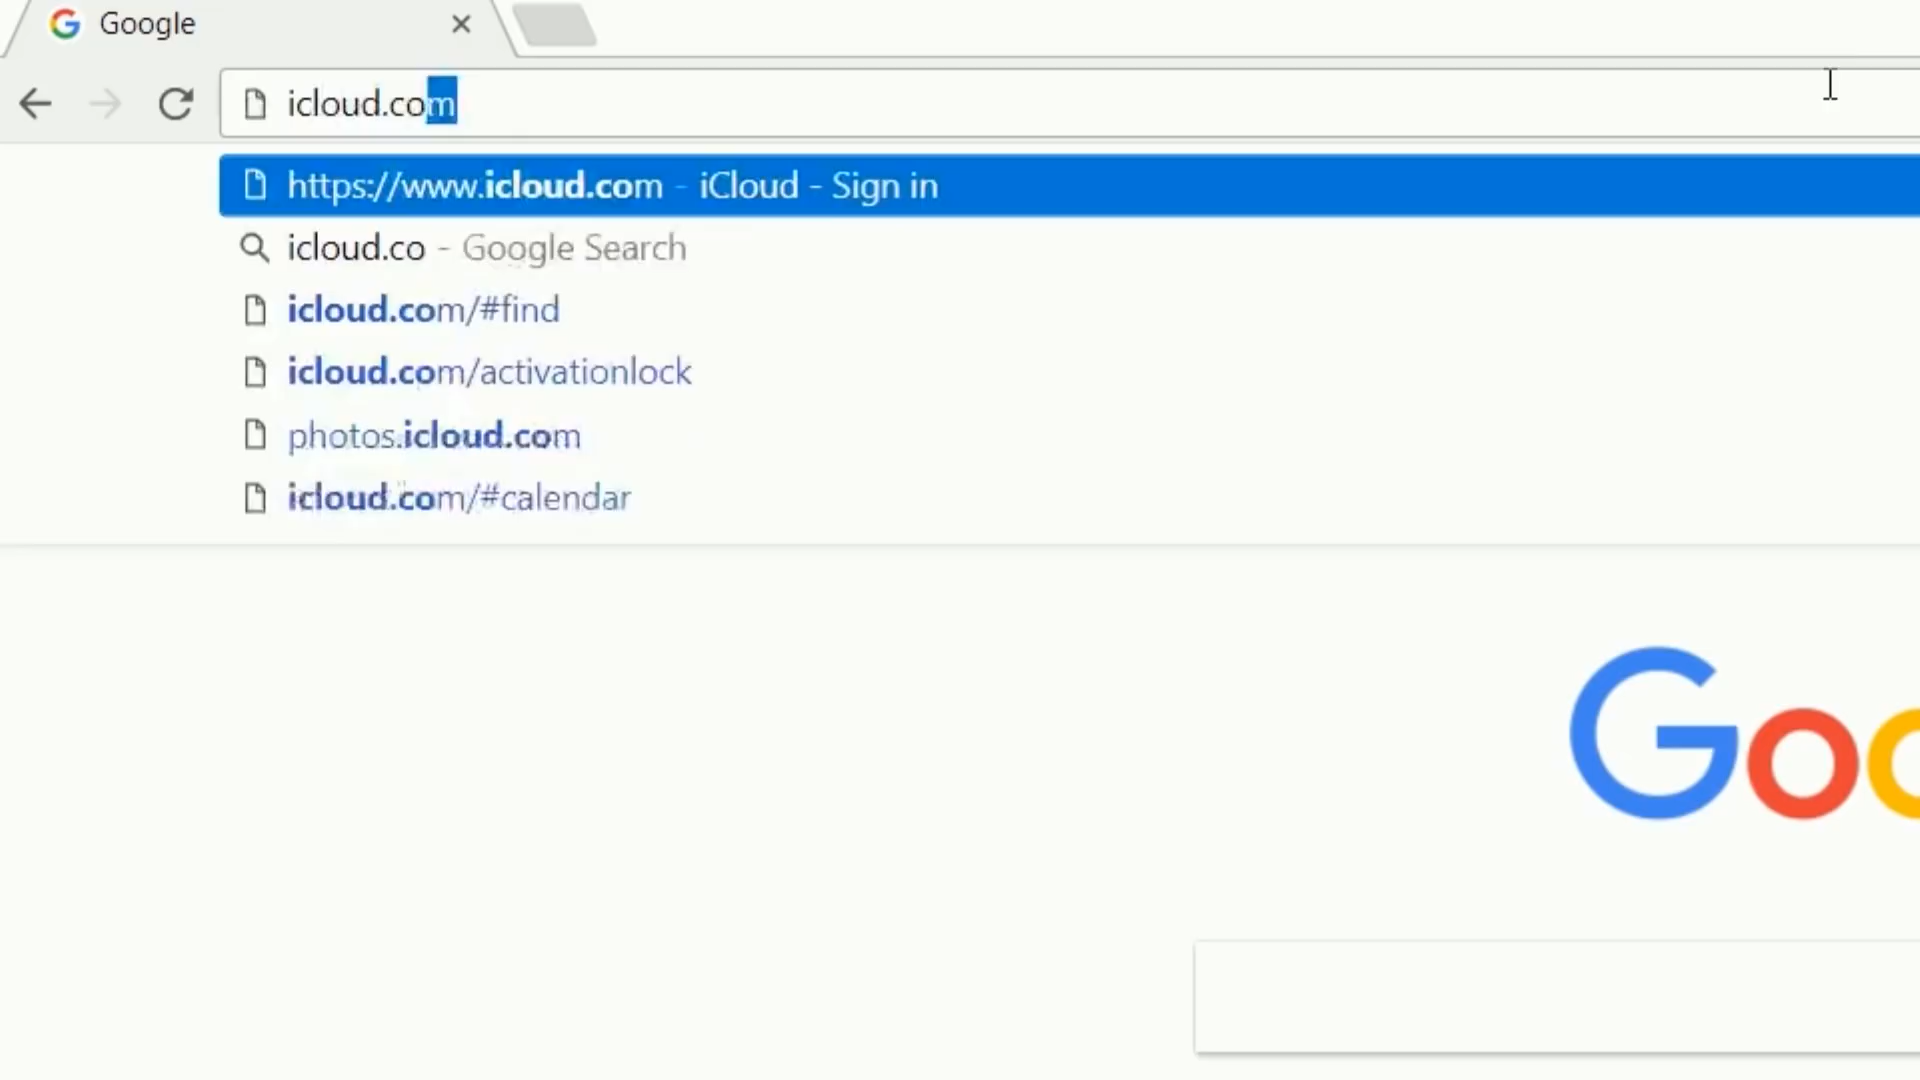 Google
icloud.com
https://www.icloud.com - iCloud - Sign in
icloud.co - Google Search
icloud.com/#find
icloud.com/activationlock
photos.icloud.com
icloud.com/#calendar
Goo